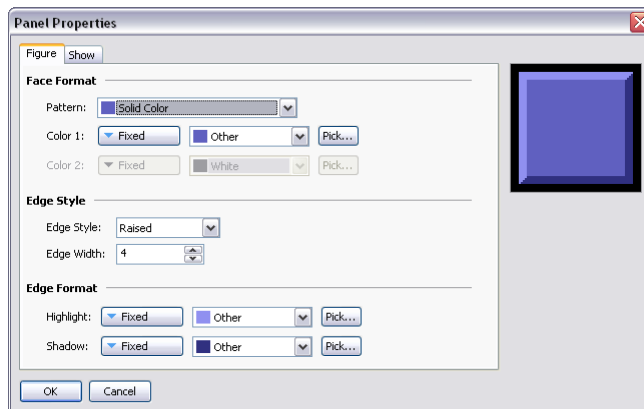 Panel Properties
Figure Show
Face Format
Pattern: Solid Color
Color 1: Fixed Other Pick...
Color 2: Fixed White Pick...
Edge Style
Edge Style: Raised
Edge Width: 4
Edge Format
Highlight: Fixed Other Pick...
Shadow: Fixed Other Pick...
OK Cancel